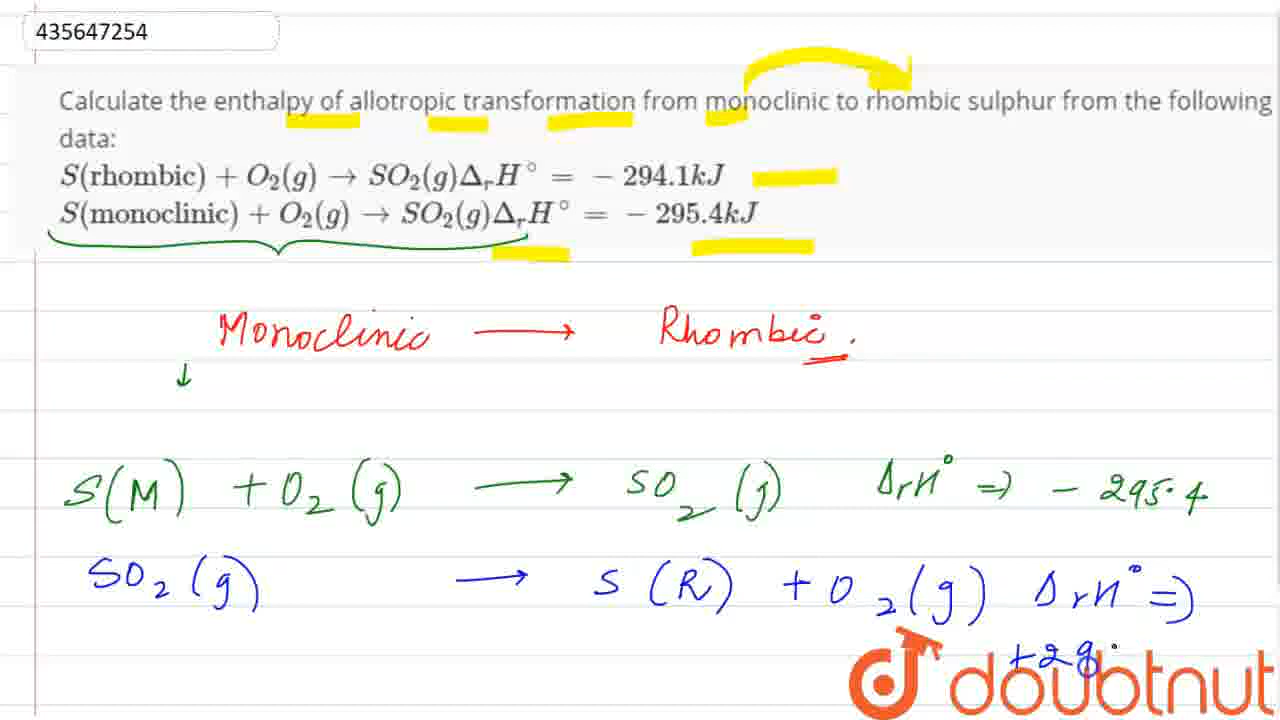 435647254
Calculate the enthalpy of allotropic transformation from monoclinic to rhombic sulphur from the following
data:
S(rhombic) + O₂(g) → SO₂(g)ΔᵣH° = − 294.1kJ
S(monoclinic) + O₂(g) → SO₂(g)ΔᵣH° = − 295.4kJ
Monoclinic → Rhombic.
↓
S(M) + O₂(g) → SO₂(g) ΔrH° ⇒ − 295.4
SO₂(g) → S(R) + O₂(g) ΔrH° ⇒
doubtnut